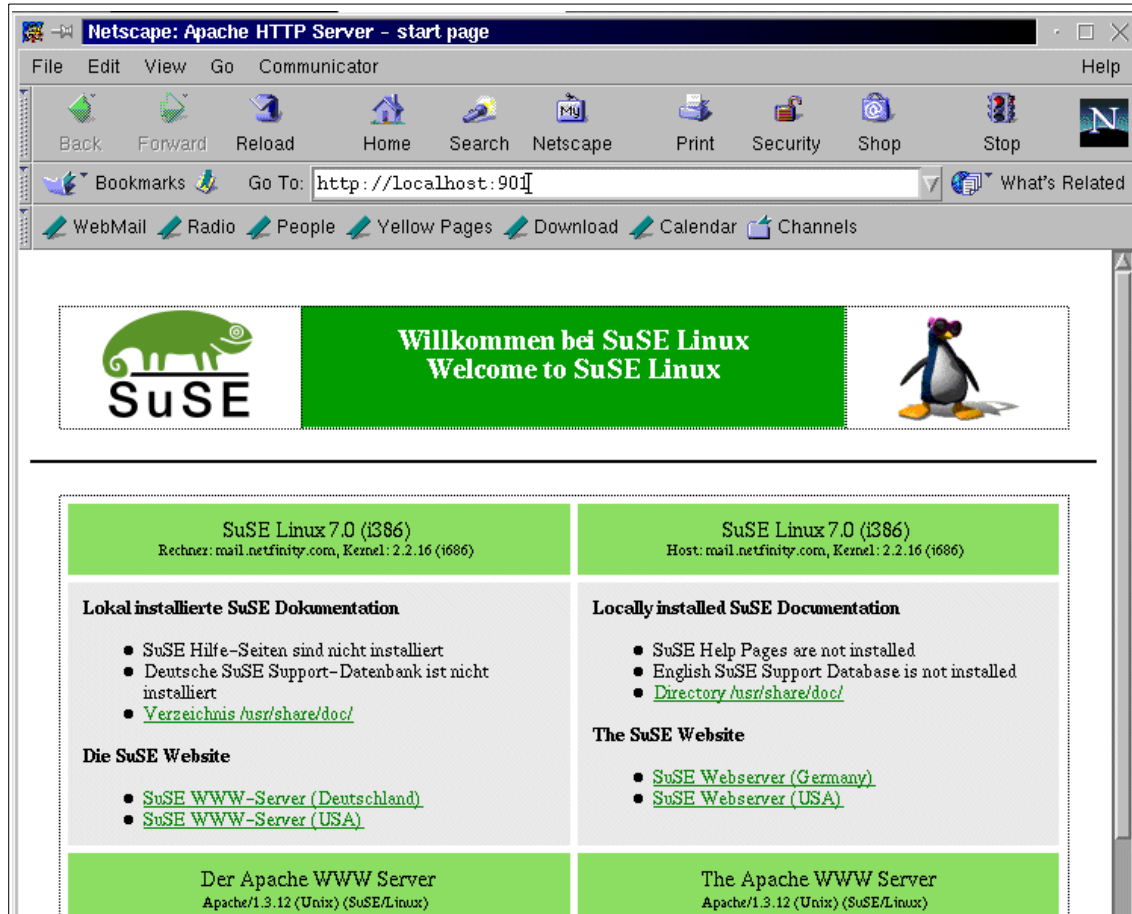 Netscape: Apache HTTP Server – start page
File Edit View Go Communicator Help
Back Forward Reload Home Search Netscape Print Security Shop Stop
My
N
Bookmarks Go To: http://localhost:901 What's Related
WebMail Radio People Yellow Pages Download Calendar Channels
SuSE
Willkommen bei SuSE Linux
Welcome to SuSE Linux
SuSE Linux 7.0 (i386)
Rechner: mail.netfinity.com, Kernel: 2.2.16 (i686)
Lokal installierte SuSE Dokumentation
SuSE Hilfe–Seiten sind nicht installiert
Deutsche SuSE Support–Datenbank ist nicht
installiert
Verzeichnis /usr/share/doc/
Die SuSE Website
SuSE WWW–Server (Deutschland)
SuSE WWW–Server (USA)
Der Apache WWW Server
Apache/1.3.12 (Unix) (SuSE/Linux)
SuSE Linux 7.0 (i386)
Host: mail.netfinity.com, Kernel: 2.2.16 (i686)
Locally installed SuSE Documentation
SuSE Help Pages are not installed
English SuSE Support Database is not installed
Directory /usr/share/doc/
The SuSE Website
SuSE Webserver (Germany)
SuSE Webserver (USA)
The Apache WWW Server
Apache/1.3.12 (Unix) (SuSE/Linux)